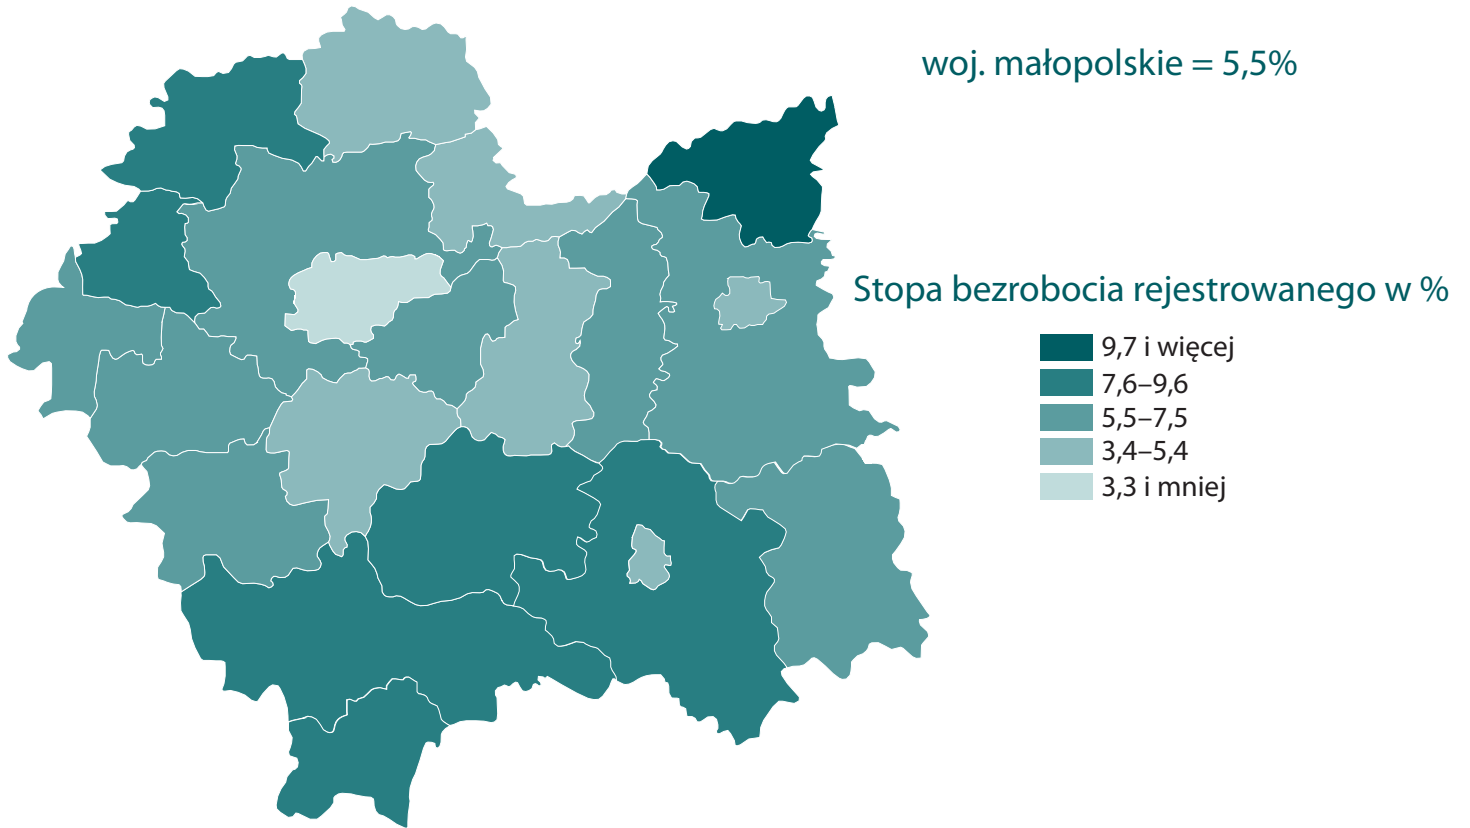 woj. małopolskie = 5,5%
Stopa bezrobocia rejestrowanego w %
9,7 i więcej
7,6–9,6
5,5–7,5
3,4–5,4
3,3 i mniej